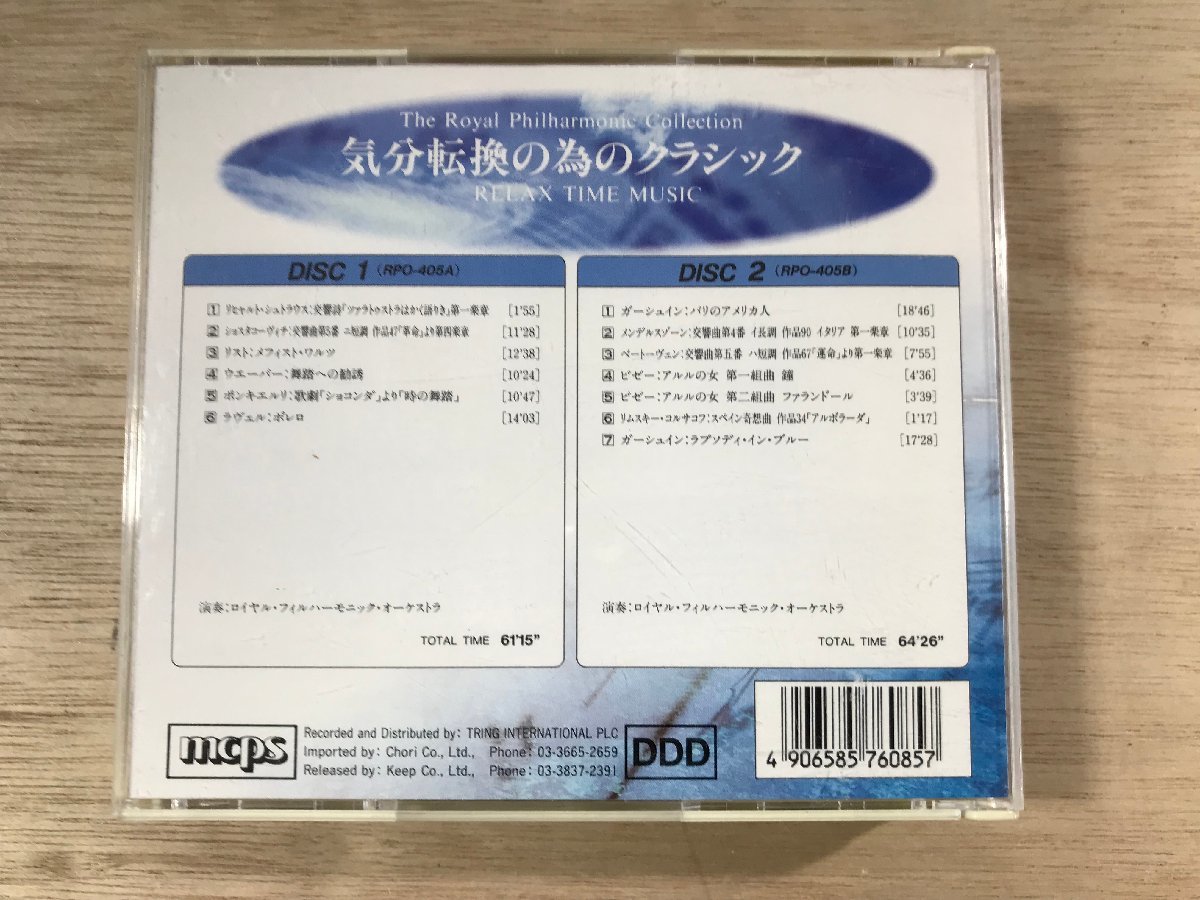 The Royal Philharmonic Collection
気分転換の為のクラシック
RELAX TIME MUSIC
DISC 1 (RPO-405A)
1 リヒャルト・シュトラウス:交響詩「ツァラトゥストラはかく語りき」第一楽章 [1'55]
2 ショスタコーヴィチ:交響曲第5番 ニ短調 作品47「革命」より第四楽章 [11'28]
3 リスト:メフィスト・ワルツ [12'38]
4 ウエーバー:舞踏への勧誘 [10'24]
5 ポンキエルリ:歌劇「ジョコンダ」より「時の舞踏」 [10'47]
6 ラヴェル:ボレロ [14'03]
演奏:ロイヤル・フィルハーモニック・オーケストラ
TOTAL TIME 61'15"
DISC 2 (RPO-405B)
1 ガーシュイン:パリのアメリカ人 [18'46]
2 メンデルスゾーン:交響曲第4番 イ長調 作品90 イタリア 第一楽章 [10'35]
3 ベートーヴェン:交響曲第五番 ハ短調 作品67「運命」より第一楽章 [7'55]
4 ビゼー:アルルの女 第一組曲 鐘 [4'36]
5 ビゼー:アルルの女 第二組曲 ファランドール [3'39]
6 リムスキー・コルサコフ:スペイン奇想曲 作品34「アルボラーダ」 [1'17]
7 ガーシュイン:ラプソディ・イン・ブルー [17'28]
演奏:ロイヤル・フィルハーモニック・オーケストラ
TOTAL TIME 64'26"
mcps
Recorded and Distributed by: TRING INTERNATIONAL PLC
Imported by: Chori Co., Ltd., Phone: 03-3665-2659
Released by: Keep Co., Ltd., Phone: 03-3837-2391
DDD
4 906585 760857